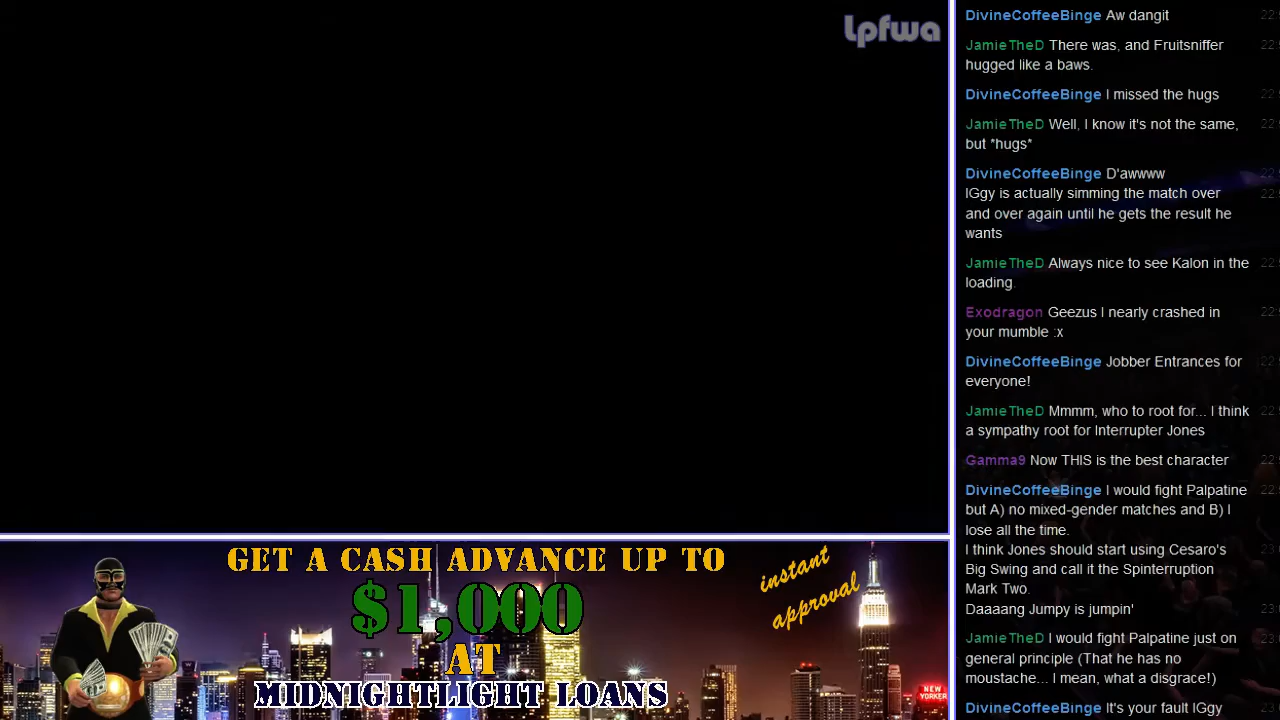 Lpfwa
DivineCoffeeBinge Aw dangit
JamieTheD There was, and Fruitsniffer
hugged like a baws.
DivineCoffeeBinge I missed the hugs
JamieTheD Well, I know it's not the same,
but *hugs*
DivineCoffeeBinge D'awwww
IGgy is actually simming the match over
and over again until he gets the result he
wants
JamieTheD Always nice to see Kalon in the
loading.
Exodragon Geezus I nearly crashed in
your mumble :x
DivineCoffeeBinge Jobber Entrances for
everyone!
JamieTheD Mmmm, who to root for... I think
a sympathy root for Interrupter Jones
Gamma9 Now THIS is the best character
DivineCoffeeBinge I would fight Palpatine
but A) no mixed-gender matches and B) I
lose all the time.
I think Jones should start using Cesaro's
Big Swing and call it the Spinterruption
Mark Two.
Daaaang Jumpy is jumpin'
JamieTheD I would fight Palpatine just on
general principle (That he has no
moustache... I mean, what a disgrace!)
DivineCoffeeBinge It's your fault IGgy
GET A CASH ADVANCE UP TO
$1,000
AT
MIDNIGHTLIGHT LOANS
instant
approval
NEW
YORKER